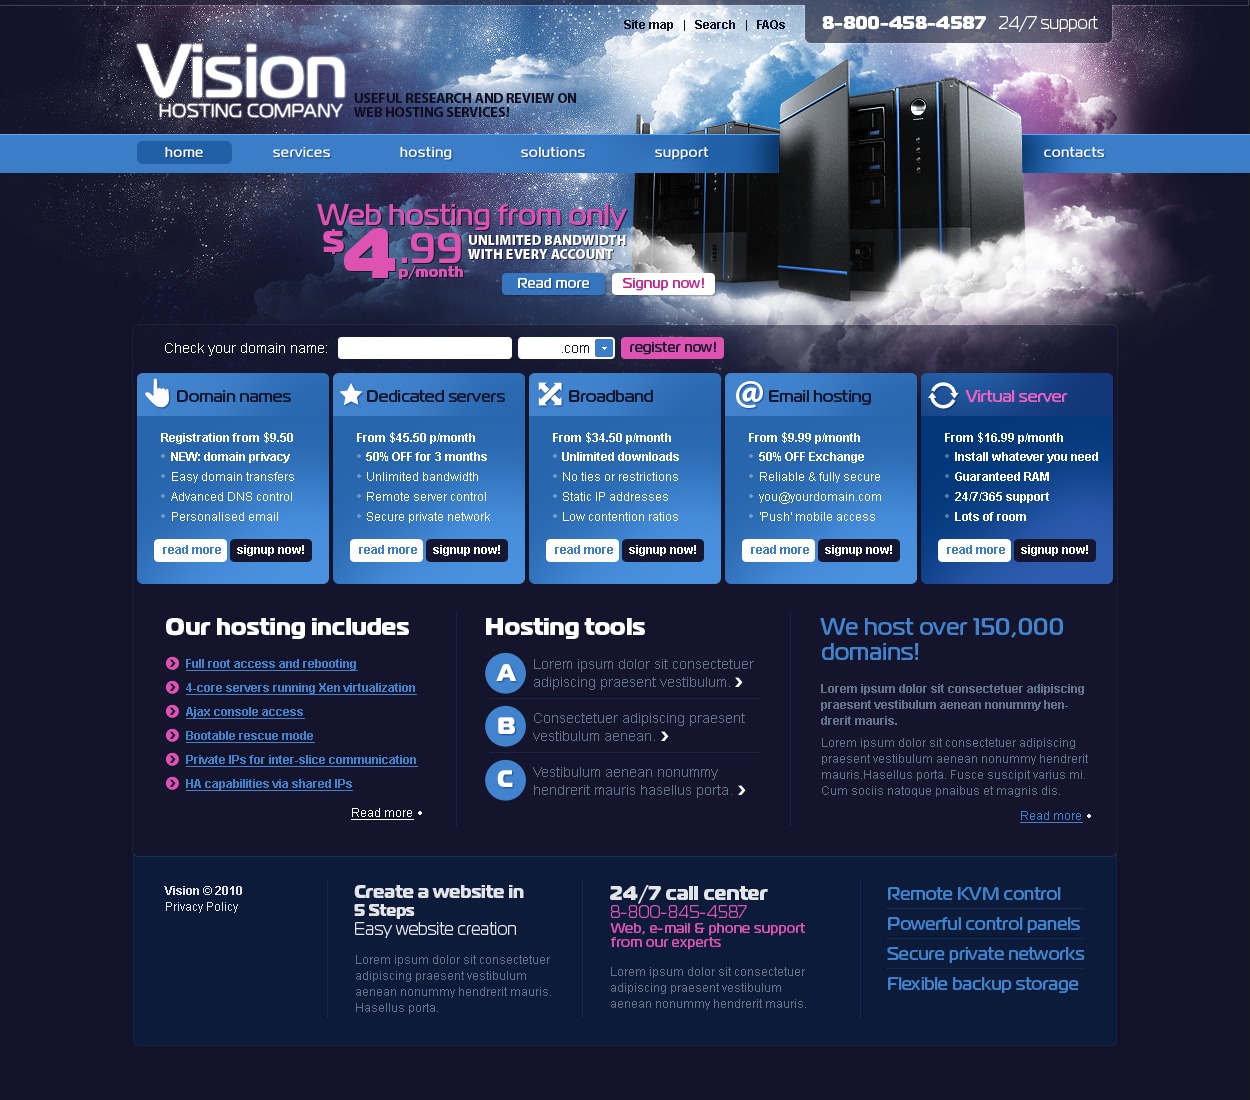 Site map | Search | FAQs
8-800-458-4587 24/7 support
Vision
HOSTING COMPANY
USEFUL RESEARCH AND REVIEW ON
WEB HOSTING SERVICES!
home services hosting solutions support contacts
Web hosting from only
$4.99
p/month
UNLIMITED BANDWIDTH
WITH EVERY ACCOUNT
Read more Signup now!
Check your domain name: .com register now!
Domain names
Registration from $9.50
NEW: domain privacy
Easy domain transfers
Advanced DNS control
Personalised email
read more signup now!
Dedicated servers
From $45.50 p/month
50% OFF for 3 months
Unlimited bandwidth
Remote server control
Secure private network
read more signup now!
Broadband
From $34.50 p/month
Unlimited downloads
No ties or restrictions
Static IP addresses
Low contention ratios
read more signup now!
@ Email hosting
From $9.99 p/month
50% OFF Exchange
Reliable & fully secure
you@yourdomain.com
'Push' mobile access
read more signup now!
Virtual server
From $16.99 p/month
Install whatever you need
Guaranteed RAM
24/7/365 support
Lots of room
read more signup now!
Our hosting includes
Full root access and rebooting
4-core servers running Xen virtualization
Ajax console access
Bootable rescue mode
Private IPs for inter-slice communication
HA capabilities via shared IPs
Read more
Hosting tools
A
Lorem ipsum dolor sit consectetuer
adipiscing praesent vestibulum.
B
Consectetuer adipiscing praesent
vestibulum aenean.
C
Vestibulum aenean nonummy
hendrerit mauris hasellus porta.
We host over 150,000
domains!
Lorem ipsum dolor sit consectetuer adipiscing
praesent vestibulum aenean nonummy hen-
drerit mauris.
Lorem ipsum dolor sit consectetuer adipiscing
praesent vestibulum aenean nonummy hendrerit
mauris.Hasellus porta. Fusce suscipit varius mi.
Cum sociis natoque pnaibus et magnis dis.
Read more
Vision © 2010
Privacy Policy
Create a website in
5 Steps
Easy website creation
Lorem ipsum dolor sit consectetuer
adipiscing praesent vestibulum
aenean nonummy hendrerit mauris.
Hasellus porta.
24/7 call center
8-800-845-4587
Web, e-mail & phone support
from our experts
Lorem ipsum dolor sit consectetuer
adipiscing praesent vestibulum
aenean nonummy hendrerit mauris.
Remote KVM control
Powerful control panels
Secure private networks
Flexible backup storage